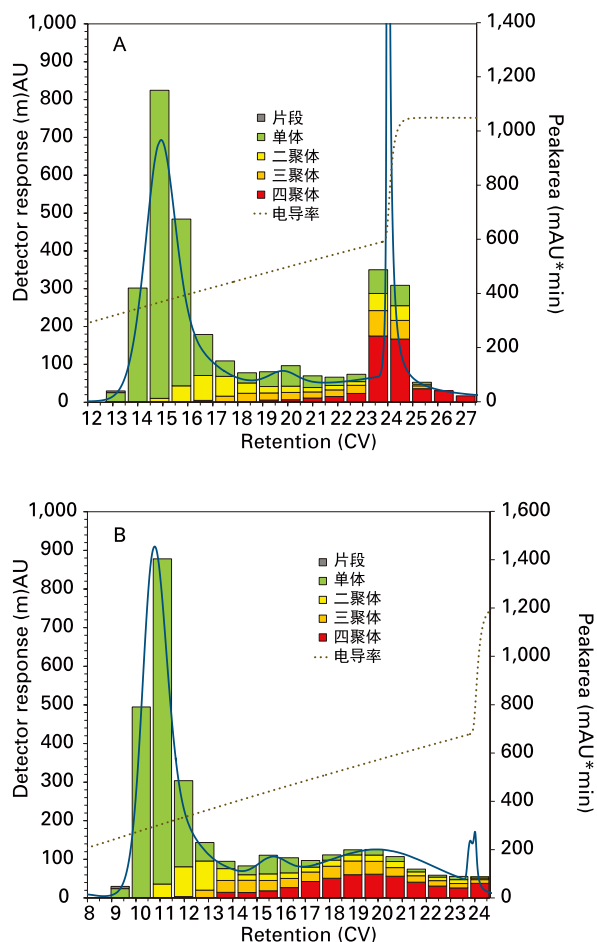 A
1,000
900
800
700
600
500
400
300
200
100
0
Detector response (m)AU
1,400
1,200
1,000
800
600
400
200
0
Peakarea (mAU*min)
片段
单体
二聚体
三聚体
四聚体
电导率
12 13 14 15 16 17 18 19 20 21 22 23 24 25 26 27
Retention (CV)
B
1,000
900
800
700
600
500
400
300
200
100
0
Detector response (m)AU
1,600
1,400
1,200
1,000
800
600
400
200
0
Peakarea (mAU*min)
片段
单体
二聚体
三聚体
四聚体
电导率
8 9 10 11 12 13 14 15 16 17 18 19 20 21 22 23 24
Retention (CV)